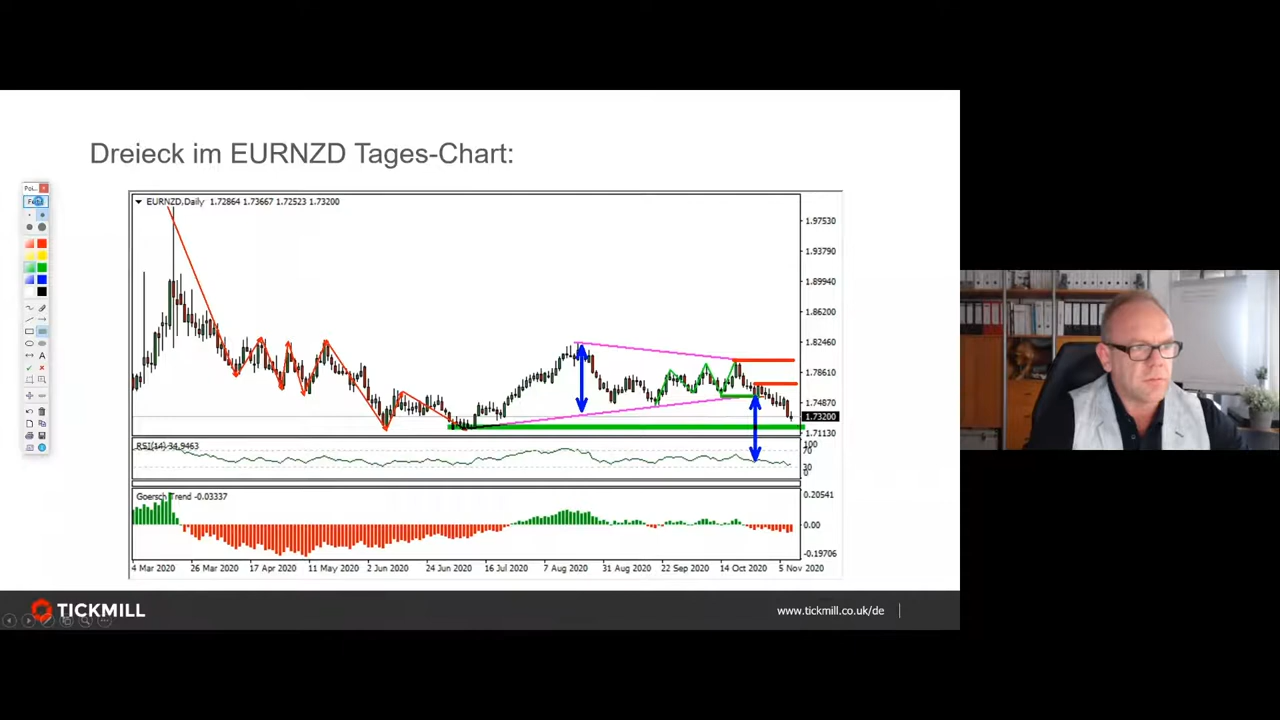 Dreieck im EURNZD Tages-Chart:
EURNZD,Daily 1.72864 1.73667 1.72523 1.73200
1.97530
1.93790
1.89940
1.86200
1.82460
1.78610
1.74870
1.73200
1.71130
RSI(14) 34.9463
100
70
30
0
Goersch Trend -0.03337
0.20541
0.00
-0.19706
4 Mar 2020 26 Mar 2020 17 Apr 2020 11 May 2020 2 Jun 2020 24 Jun 2020 16 Jul 2020 7 Aug 2020 31 Aug 2020 22 Sep 2020 14 Oct 2020 5 Nov 2020
TICKMILL
www.tickmill.co.uk/de